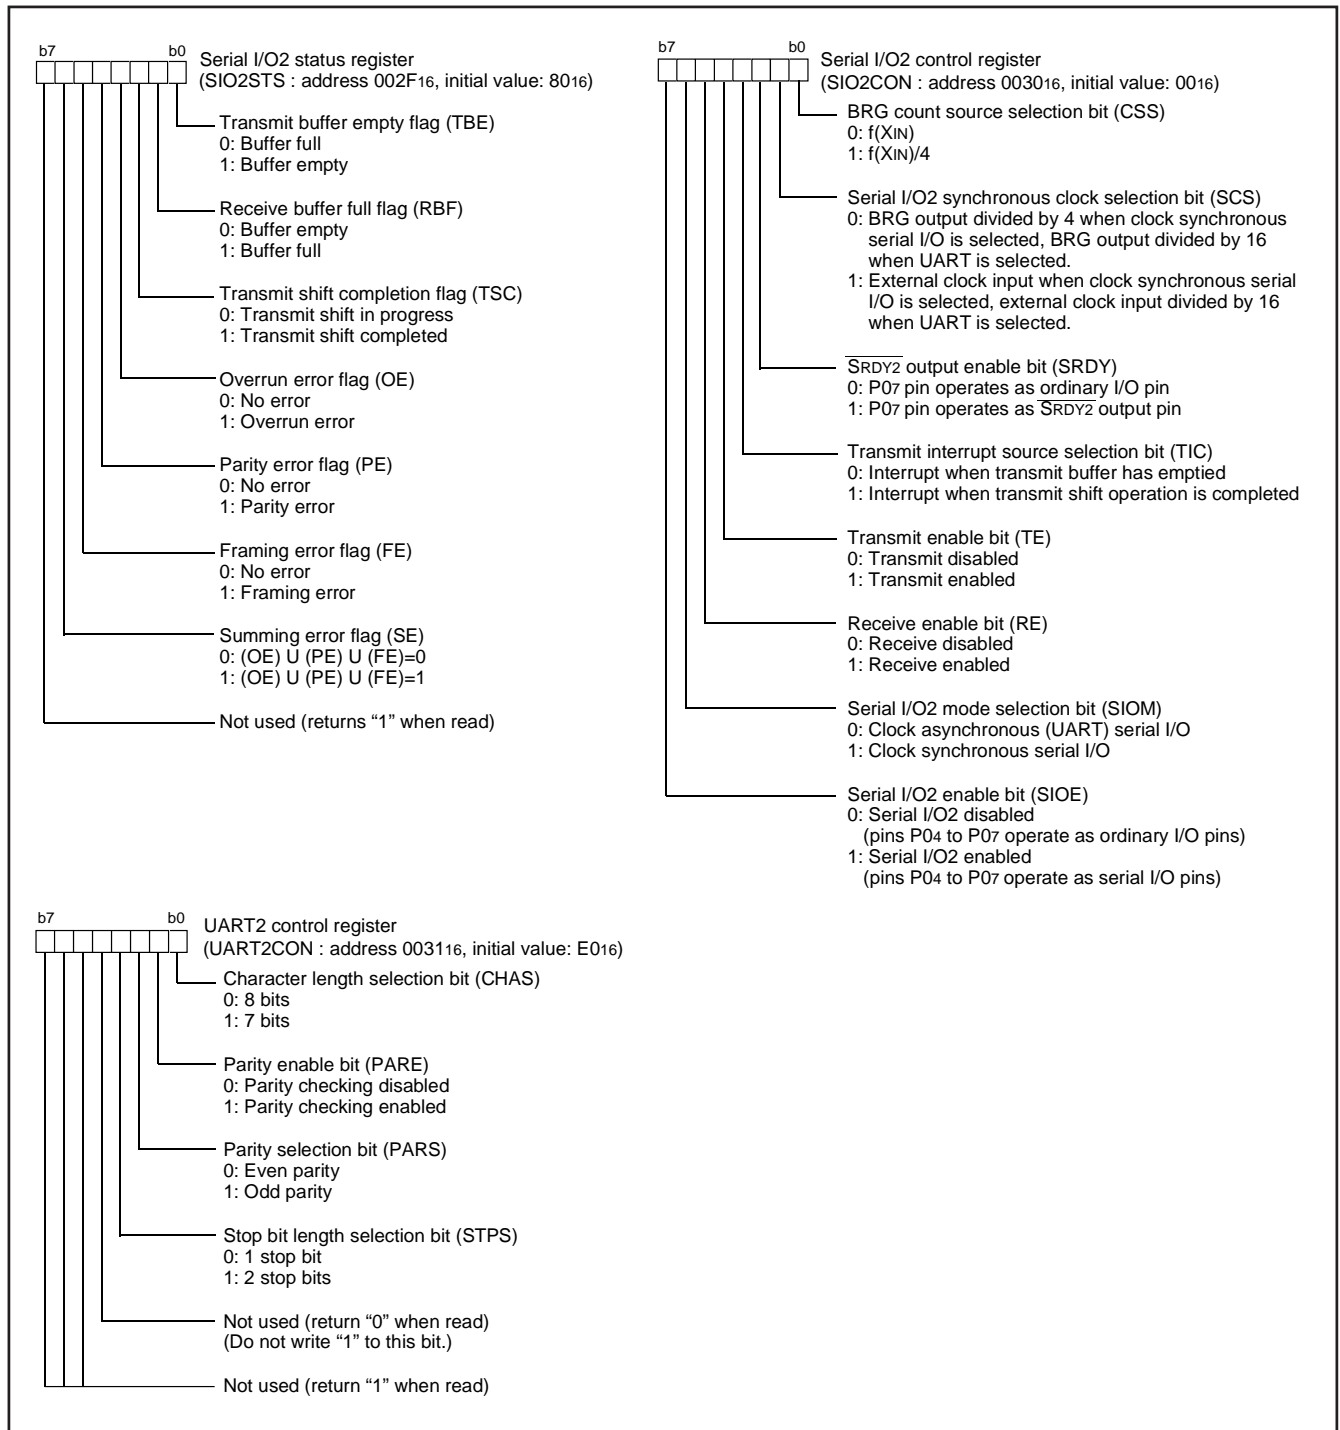 b7 b0
Serial I/O2 status register
(SIO2STS : address 002F16, initial value: 8016)
Transmit buffer empty flag (TBE)
0: Buffer full
1: Buffer empty
Receive buffer full flag (RBF)
0: Buffer empty
1: Buffer full
Transmit shift completion flag (TSC)
0: Transmit shift in progress
1: Transmit shift completed
Overrun error flag (OE)
0: No error
1: Overrun error
Parity error flag (PE)
0: No error
1: Parity error
Framing error flag (FE)
0: No error
1: Framing error
Summing error flag (SE)
0: (OE) U (PE) U (FE)=0
1: (OE) U (PE) U (FE)=1
Not used (returns “1” when read)
b7 b0
Serial I/O2 control register
(SIO2CON : address 003016, initial value: 0016)
BRG count source selection bit (CSS)
0: f(XIN)
1: f(XIN)/4
Serial I/O2 synchronous clock selection bit (SCS)
0: BRG output divided by 4 when clock synchronous
serial I/O is selected, BRG output divided by 16
when UART is selected.
1: External clock input when clock synchronous serial
I/O is selected, external clock input divided by 16
when UART is selected.
SRDY2 output enable bit (SRDY)
0: P07 pin operates as ordinary I/O pin
1: P07 pin operates as SRDY2 output pin
Transmit interrupt source selection bit (TIC)
0: Interrupt when transmit buffer has emptied
1: Interrupt when transmit shift operation is completed
Transmit enable bit (TE)
0: Transmit disabled
1: Transmit enabled
Receive enable bit (RE)
0: Receive disabled
1: Receive enabled
Serial I/O2 mode selection bit (SIOM)
0: Clock asynchronous (UART) serial I/O
1: Clock synchronous serial I/O
Serial I/O2 enable bit (SIOE)
0: Serial I/O2 disabled
(pins P04 to P07 operate as ordinary I/O pins)
1: Serial I/O2 enabled
(pins P04 to P07 operate as serial I/O pins)
b7 b0
UART2 control register
(UART2CON : address 003116, initial value: E016)
Character length selection bit (CHAS)
0: 8 bits
1: 7 bits
Parity enable bit (PARE)
0: Parity checking disabled
1: Parity checking enabled
Parity selection bit (PARS)
0: Even parity
1: Odd parity
Stop bit length selection bit (STPS)
0: 1 stop bit
1: 2 stop bits
Not used (return “0” when read)
(Do not write “1” to this bit.)
Not used (return “1” when read)